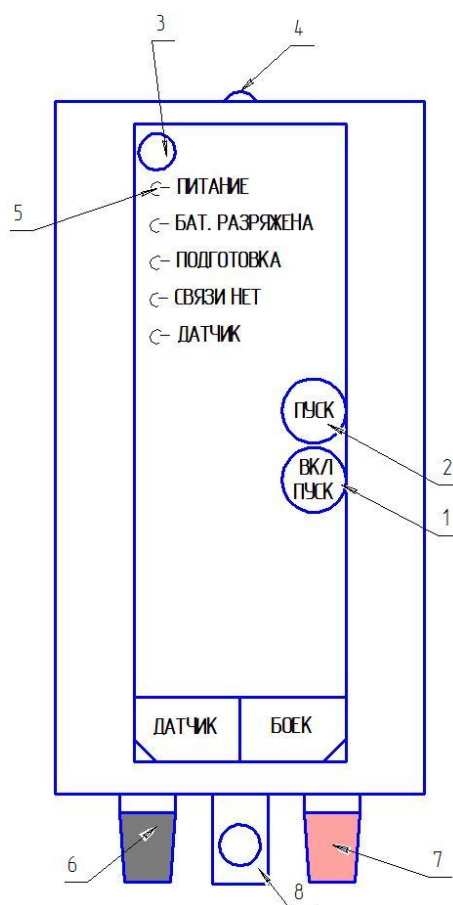 3
4
5
ПИТАНИЕ
БАТ. РАЗРЯЖЕНА
ПОДГОТОВКА
СВЯЗИ НЕТ
ДАТЧИК
ПУСК
2
ВКЛ
ПУСК
1
ДАТЧИК
БОЕК
6
8
7